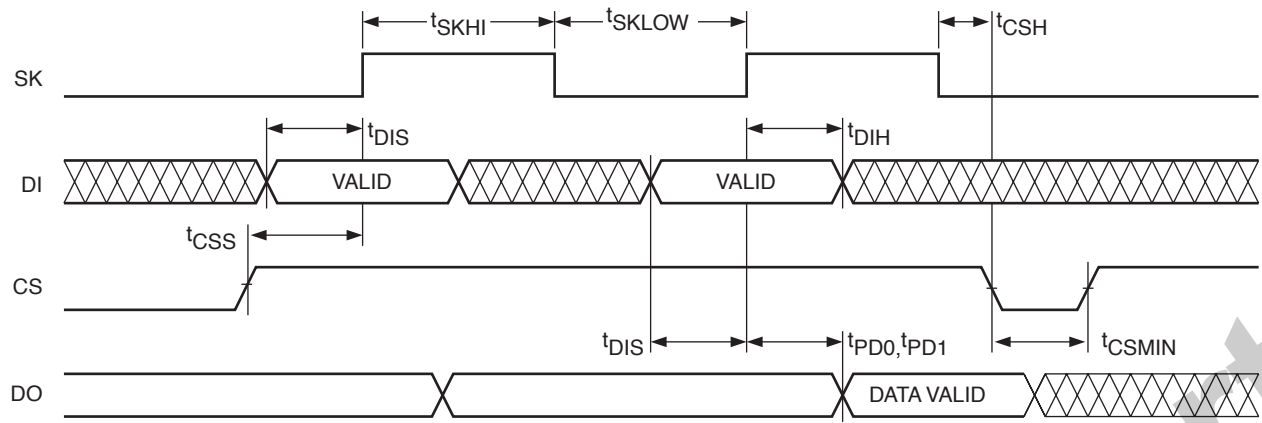 tSKHI tSKLOW tCSH
SK
tDIS tDIH
DI VALID VALID
tCSS
CS
tDIS tPD0,tPD1 tCSMIN
DO DATA VALID